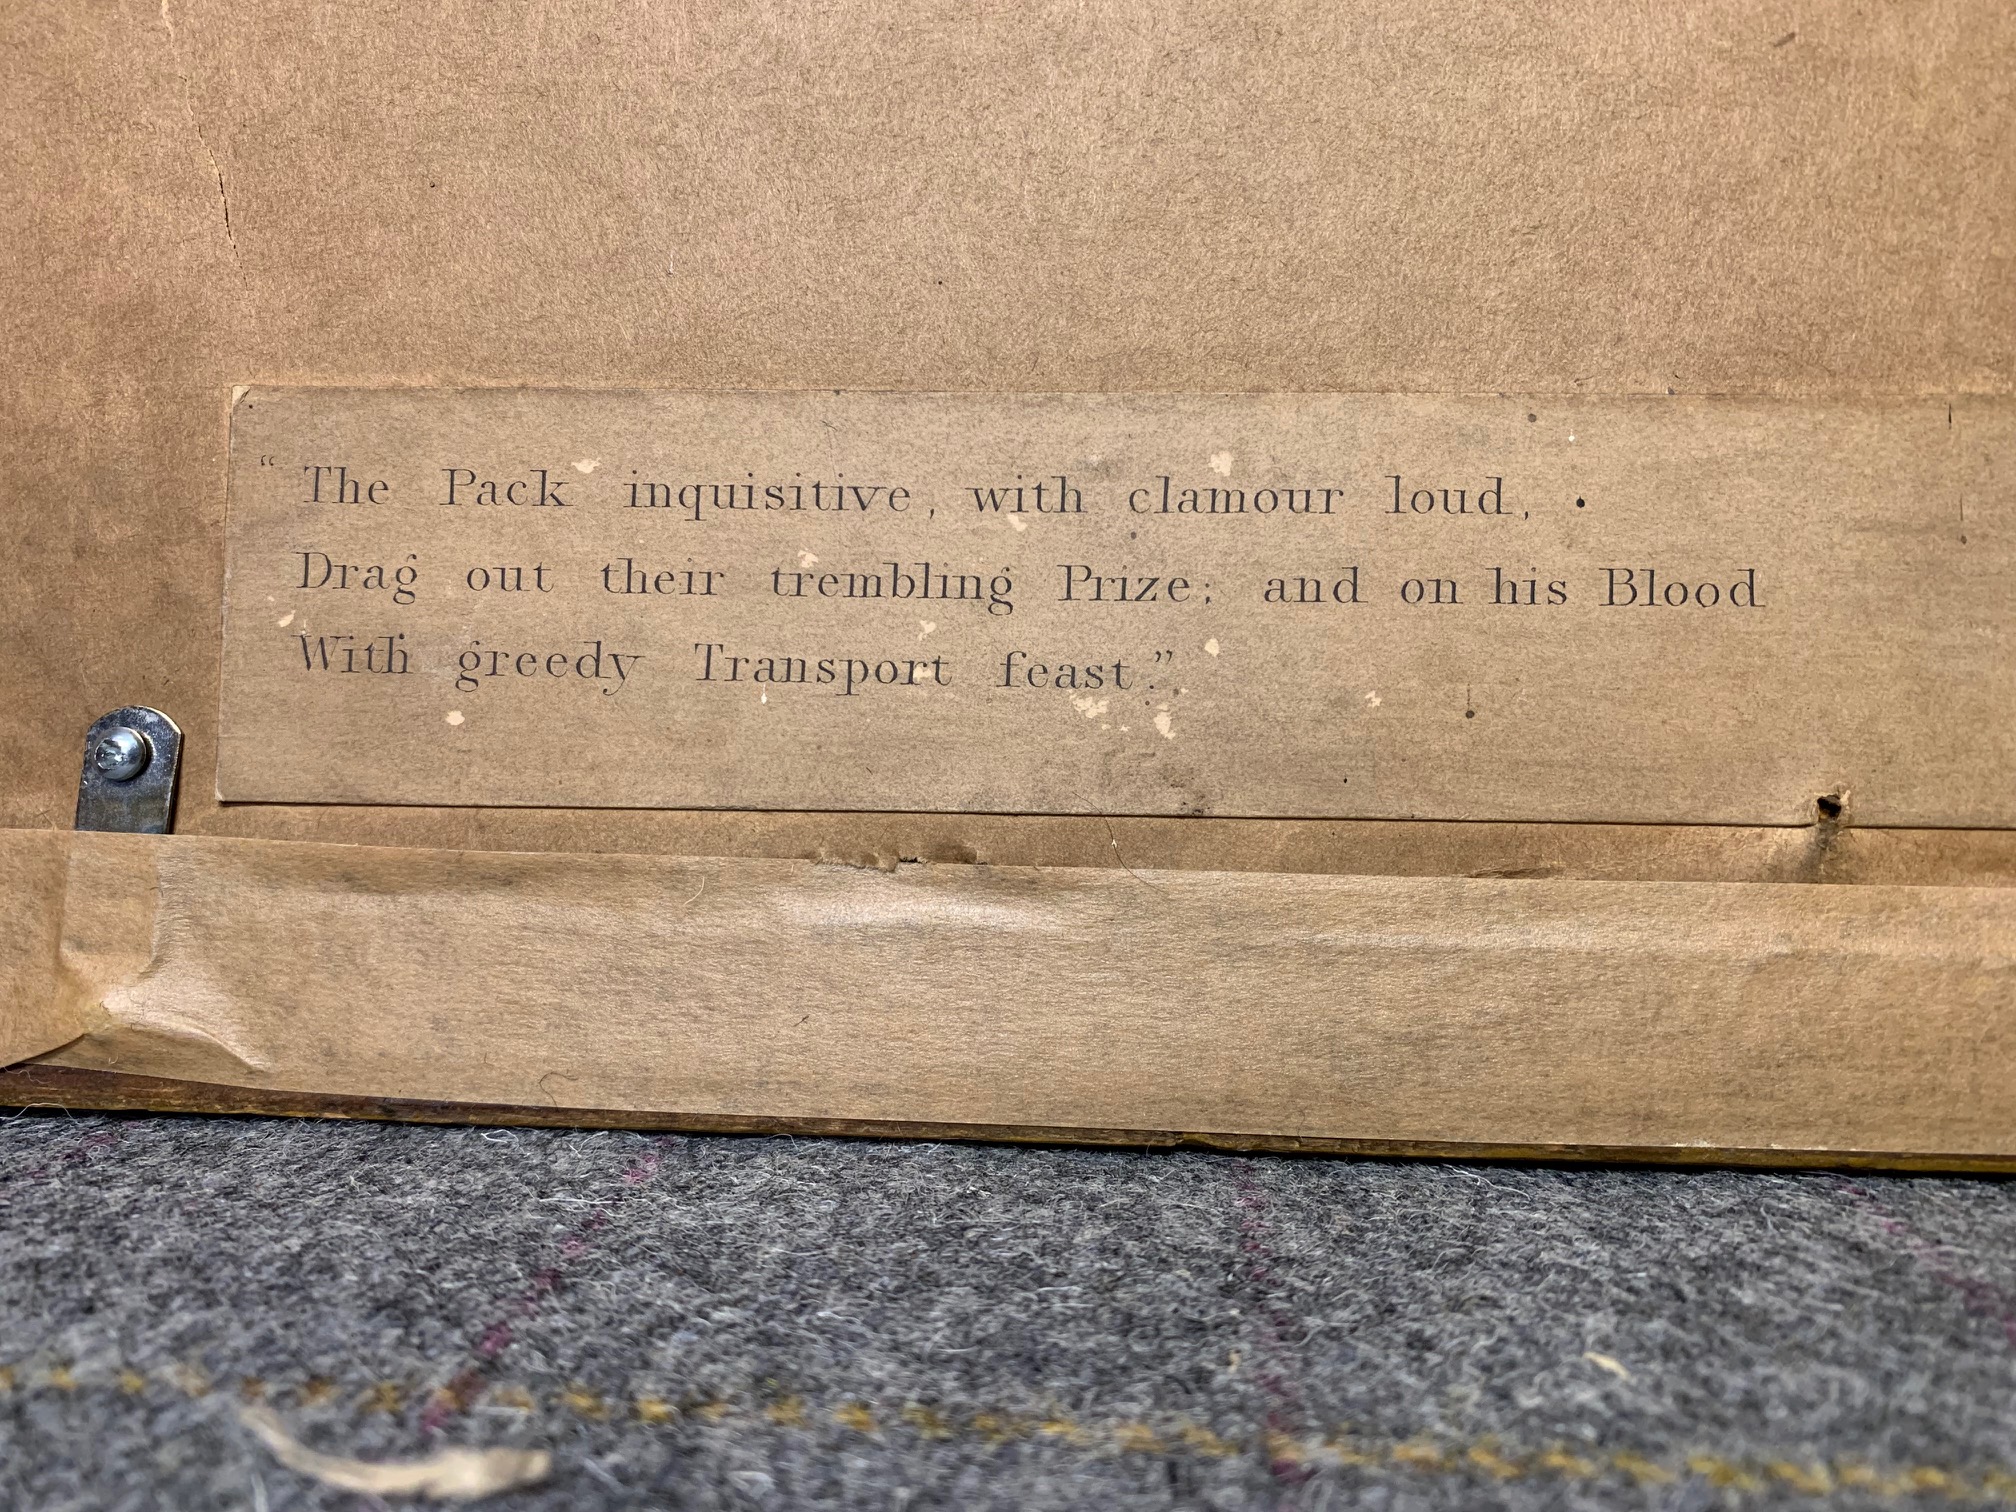 “The Pack inquisitive, with clamour loud,
Drag out their trembling Prize; and on his Blood
With greedy Transport feast.”